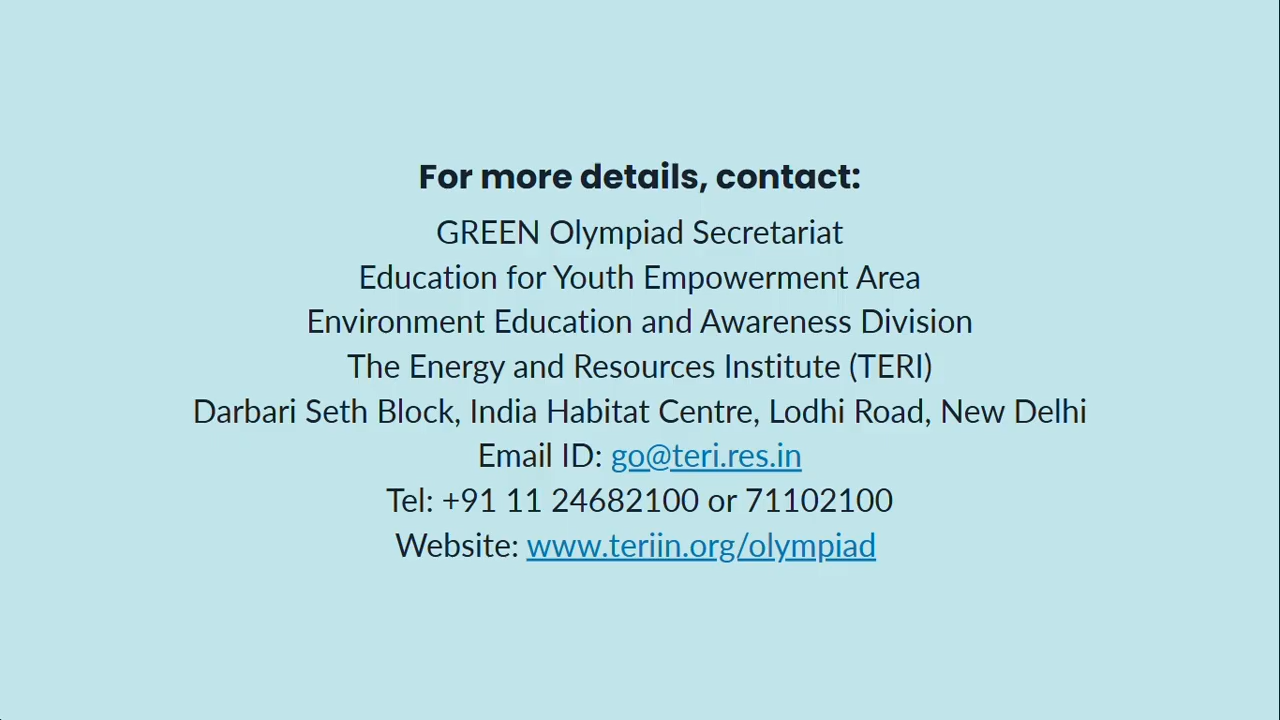 For more details, contact:
GREEN Olympiad Secretariat
Education for Youth Empowerment Area
Environment Education and Awareness Division
The Energy and Resources Institute (TERI)
Darbari Seth Block, India Habitat Centre, Lodhi Road, New Delhi
Email ID: go@teri.res.in
Tel: +91 11 24682100 or 71102100
Website: www.teriin.org/olympiad